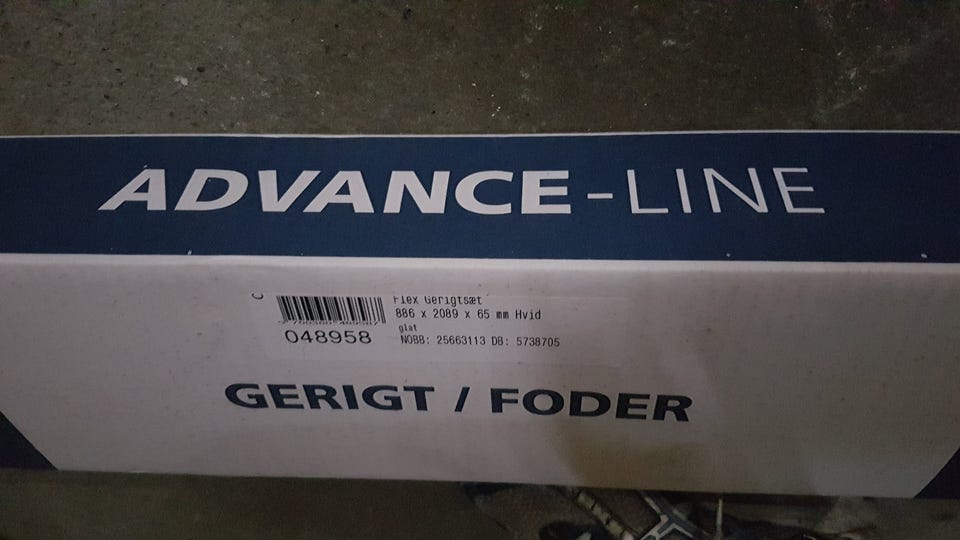 ADVANCE-LINE
Flex Gerigtsæt
886 x 2089 x 65 mm Hvid
glat
NOBB: 25663113 DB: 5738705
048958
GERIGT / FODER